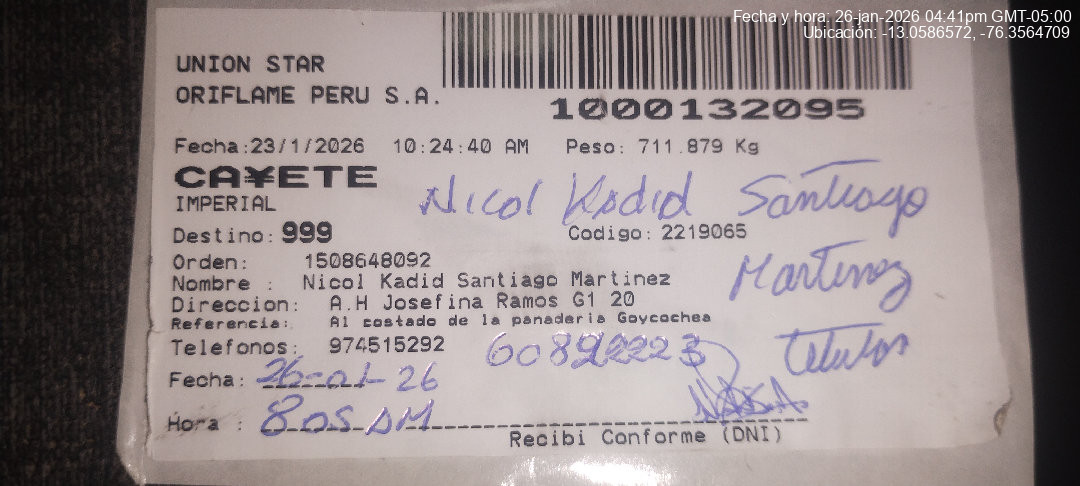 Fecha y hora: 26-jan-2026 04:41pm GMT-05:00
Ubicación: -13.0586572, -76.3564709
UNION STAR
ORIFLAME PERU S.A.
1000132095
Fecha:23/1/2026 10:24:40 AM Peso: 711.879 Kg
CA¥ETE
IMPERIAL
Nicol Kadid Santiago
Destino: 999 Codigo: 2219065
Orden: 1508648092
Martinez
Nombre : Nicol Kadid Santiago Martinez
Direccion: A.H Josefina Ramos G1 20
Referencia: Al costado de la panaderia Goycochea
Telefonos: 974515292
Titular
Fecha: 26-01-26
Hora : 8 05 AM
Recibi Conforme (DNI)